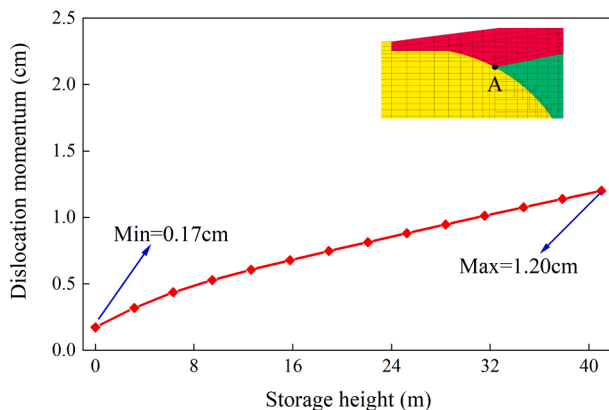 2.5
2.0
1.5
1.0
0.5
0.0
Dislocation momentum (cm)
A
Min=0.17cm
Max=1.20cm
0 8 16 24 32 40
Storage height (m)